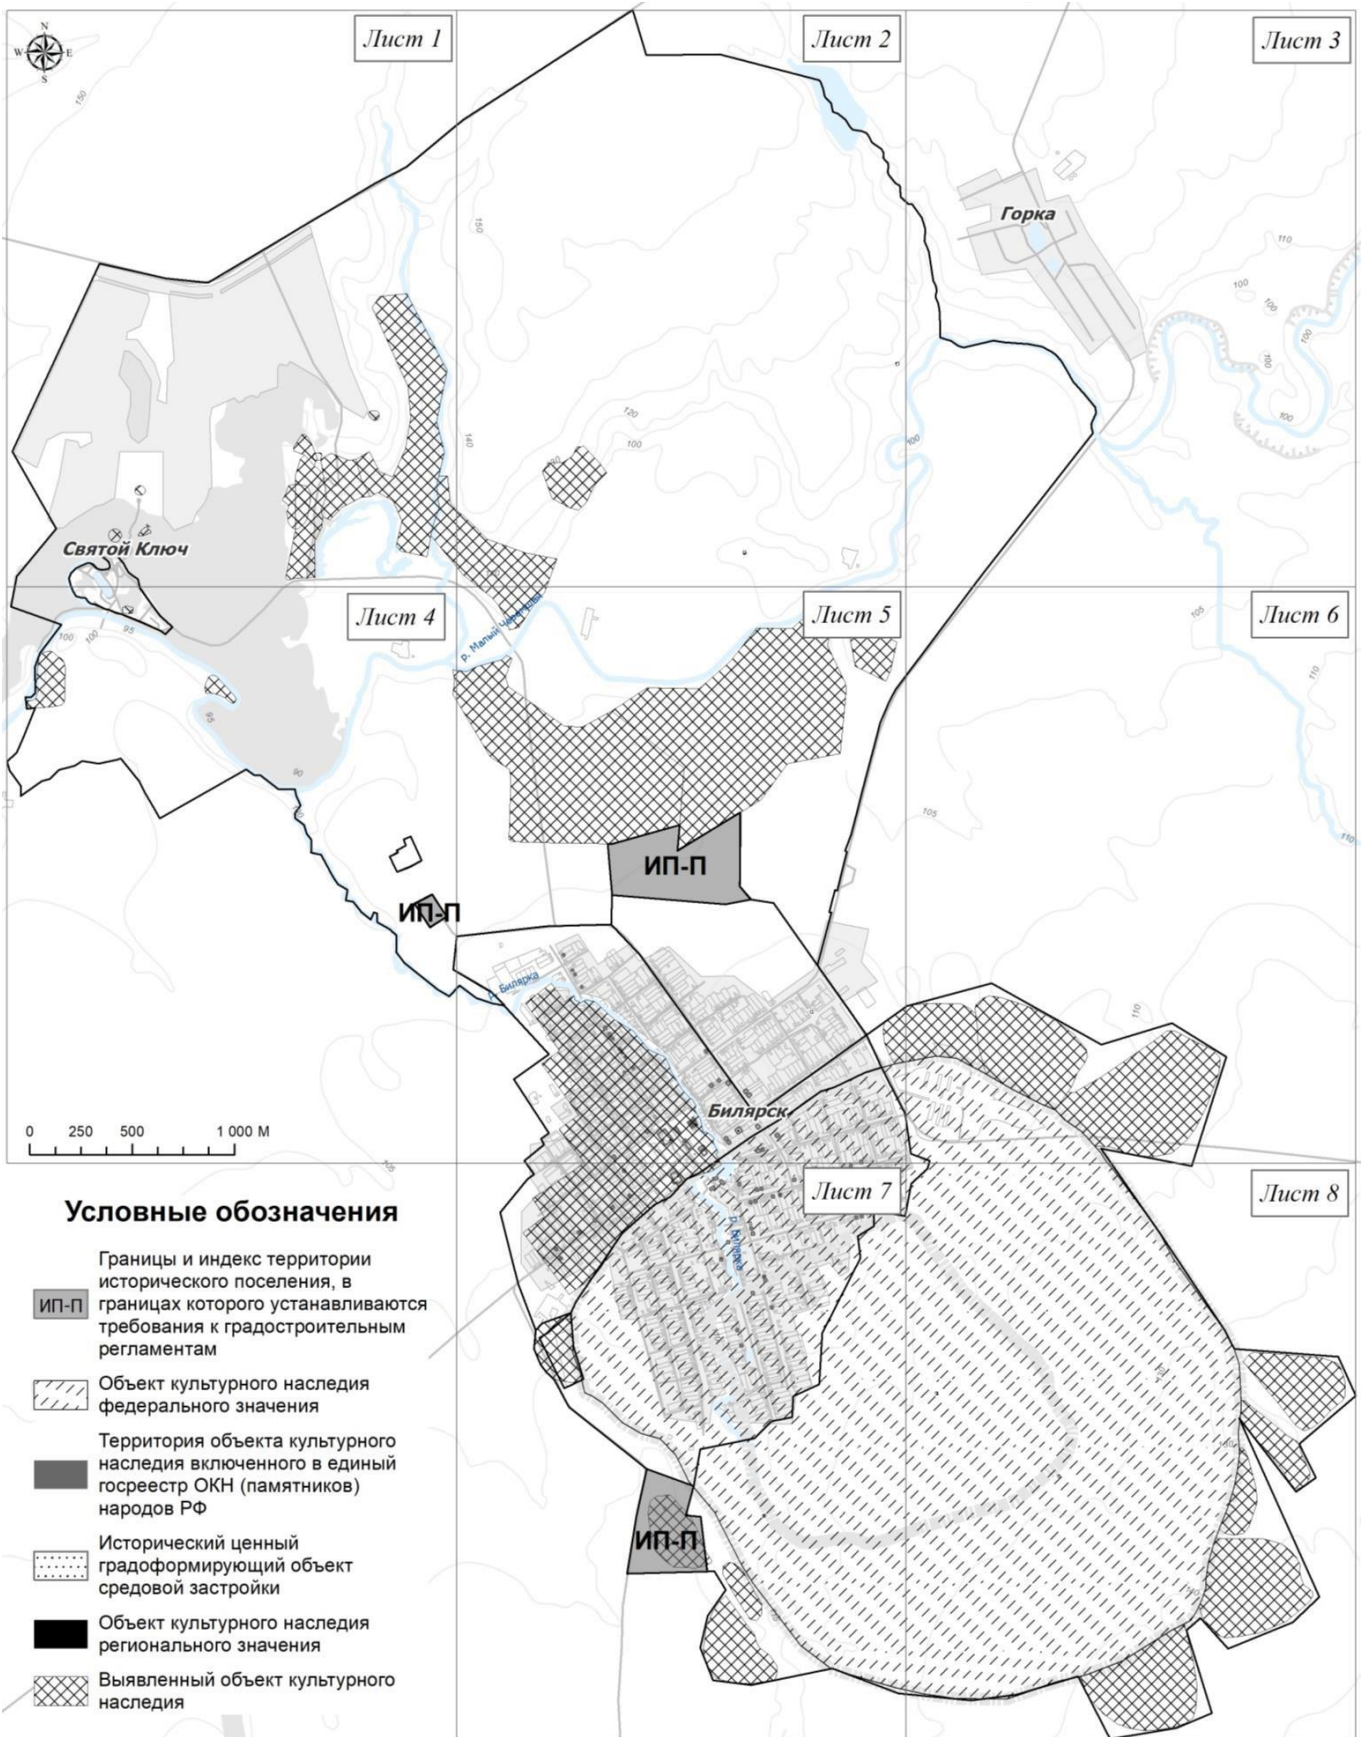 Лист 1
Лист 2
Лист 3
N
W
E
S
150
Горка
110
150
100
100
100
100
100
120
140
100
100
Святой Ключ
Лист 4
Лист 5
Лист 6
р. Малый Черемшан
100
100
95
105
110
95
90
105
110
ИП-П
ИП-П
р. Билярка
110
Билярск
0 250 500 1 000 М
105
Лист 7
Лист 8
р. Билярка
ИП-П
Условные обозначения
ИП-П
Границы и индекс территории
исторического поселения, в
границах которого устанавливаются
требования к градостроительным
регламентам
Объект культурного наследия
федерального значения
Территория объекта культурного
наследия включенного в единый
госреестр ОКН (памятников)
народов РФ
Исторический ценный
градоформирующий объект
средовой застройки
Объект культурного наследия
регионального значения
Выявленный объект культурного
наследия